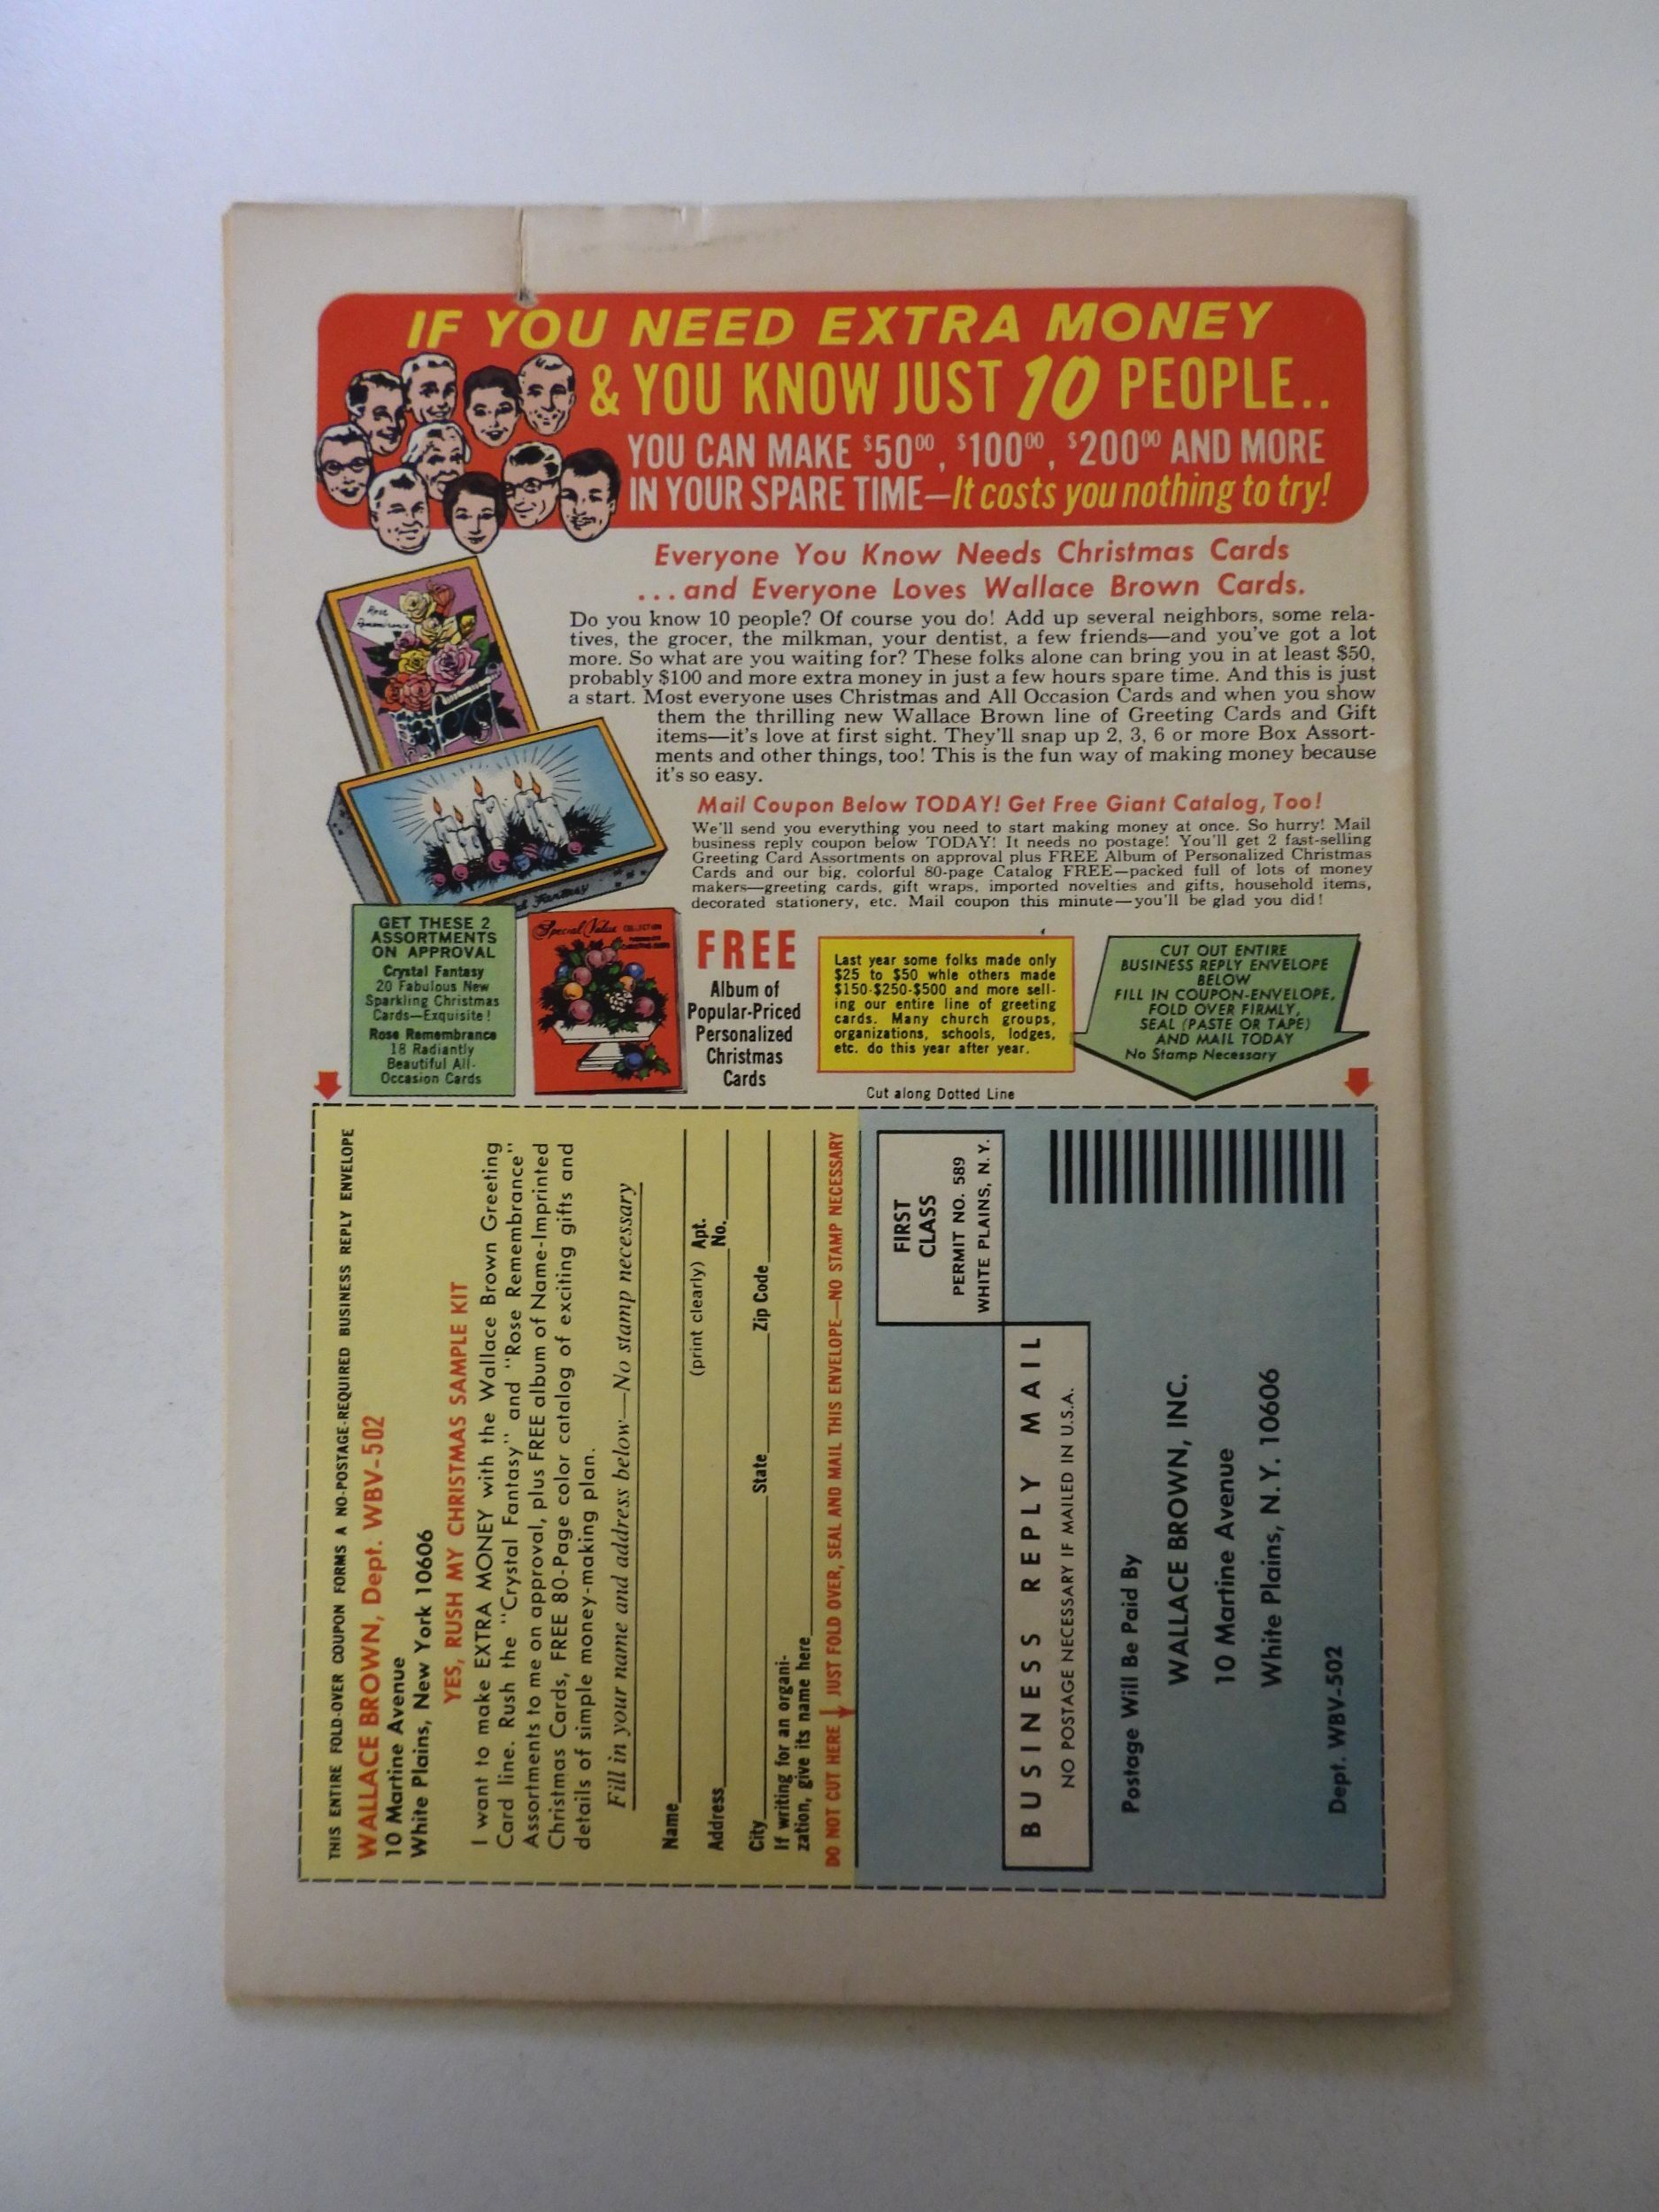 IF YOU NEED EXTRA MONEY
& YOU KNOW JUST 10 PEOPLE..
YOU CAN MAKE $50⁰⁰, $100⁰⁰, $200⁰⁰ AND MORE
IN YOUR SPARE TIME—It costs you nothing to try!
Everyone You Know Needs Christmas Cards
...and Everyone Loves Wallace Brown Cards.
Rose
Remembrance
Do you know 10 people? Of course you do! Add up several neighbors, some rela-
tives, the grocer, the milkman, your dentist, a few friends—and you've got a lot
more. So what are you waiting for? These folks alone can bring you in at least $50,
probably $100 and more extra money in just a few hours spare time. And this is just
a start. Most everyone uses Christmas and All Occasion Cards and when you show
them the thrilling new Wallace Brown line of Greeting Cards and Gift
items—it's love at first sight. They'll snap up 2, 3, 6 or more Box Assort-
ments and other things, too! This is the fun way of making money because
it's so easy.
Mail Coupon Below TODAY! Get Free Giant Catalog, Too!
We'll send you everything you need to start making money at once. So hurry! Mail
business reply coupon below TODAY! It needs no postage! You'll get 2 fast-selling
Greeting Card Assortments on approval plus FREE Album of Personalized Christmas
Cards and our big, colorful 80-page Catalog FREE—packed full of lots of money
makers—greeting cards, gift wraps, imported novelties and gifts, household items,
decorated stationery, etc. Mail coupon this minute—you'll be glad you did!
Fantasy
GET THESE 2
ASSORTMENTS
ON APPROVAL
Crystal Fantasy
20 Fabulous New
Sparkling Christmas
Cards—Exquisite!
Rose Remembrance
18 Radiantly
Beautiful All-
Occasion Cards
Special Value COLLECTION
FREE
Album of
Popular-Priced
Personalized
Christmas
Cards
Last year some folks made only
$25 to $50 whle others made
$150-$250-$500 and more sell-
ing our entire line of greeting
cards. Many church groups,
organizations, schools, lodges,
etc. do this year after year.
CUT OUT ENTIRE
BUSINESS REPLY ENVELOPE
BELOW
FILL IN COUPON-ENVELOPE,
FOLD OVER FIRMLY,
SEAL (PASTE OR TAPE)
AND MAIL TODAY
No Stamp Necessary
Cut along Dotted Line
THIS ENTIRE FOLD-OVER COUPON FORMS A NO-POSTAGE-REQUIRED BUSINESS REPLY ENVELOPE
WALLACE BROWN, Dept. WBV-502
10 Martine Avenue
White Plains, New York 10606
YES, RUSH MY CHRISTMAS SAMPLE KIT
I want to make EXTRA MONEY with the Wallace Brown Greeting
Card line. Rush the "Crystal Fantasy" and "Rose Remembrance"
Assortments to me on approval, plus FREE album of Name-Imprinted
Christmas Cards, FREE 80-Page color catalog of exciting gifts and
details of simple money-making plan.
Fill in your name and address below—No stamp necessary
Name
(print clearly)
Address Apt. No.
City State Zip Code
If writing for an organi-
zation, give its name here
DO NOT CUT HERE JUST FOLD OVER, SEAL AND MAIL THIS ENVELOPE—NO STAMP NECESSARY
FIRST
CLASS
PERMIT NO. 589
WHITE PLAINS, N.Y.
BUSINESS REPLY MAIL
NO POSTAGE NECESSARY IF MAILED IN U.S.A.
Postage Will Be Paid By
WALLACE BROWN, INC.
10 Martine Avenue
White Plains, N.Y. 10606
Dept. WBV-502